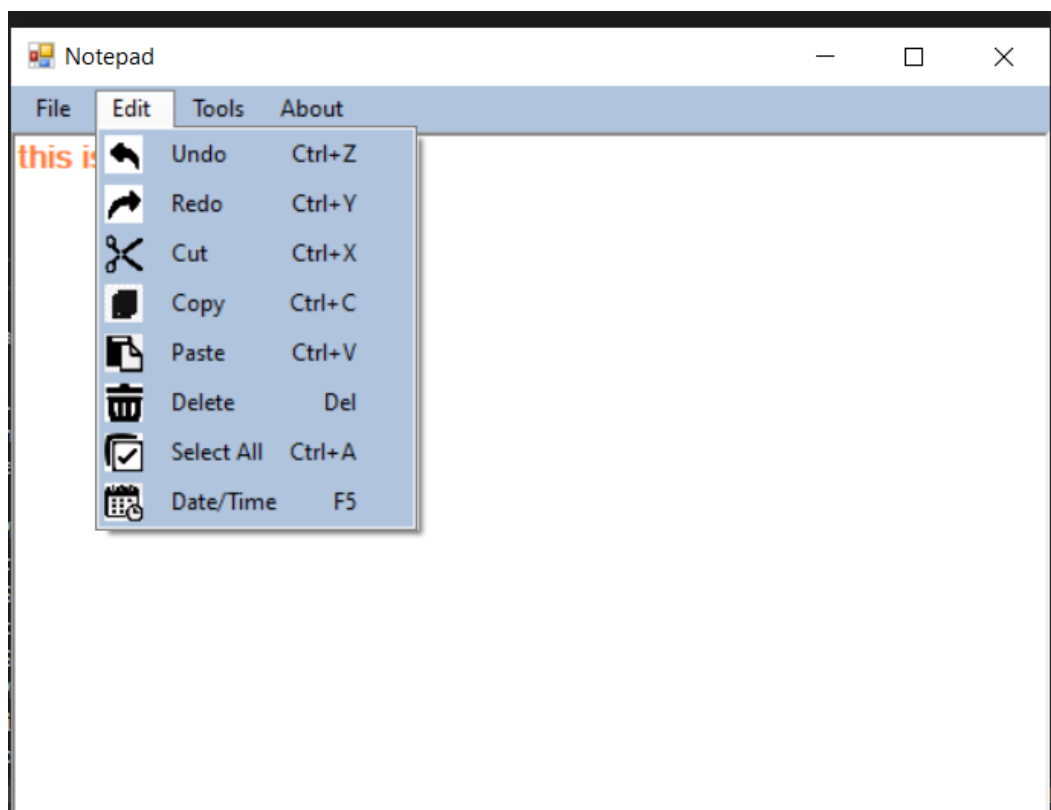 Notepad
File Edit Tools About
this is
Undo Ctrl+Z
Redo Ctrl+Y
Cut Ctrl+X
Copy Ctrl+C
Paste Ctrl+V
Delete Del
Select All Ctrl+A
Date/Time F5